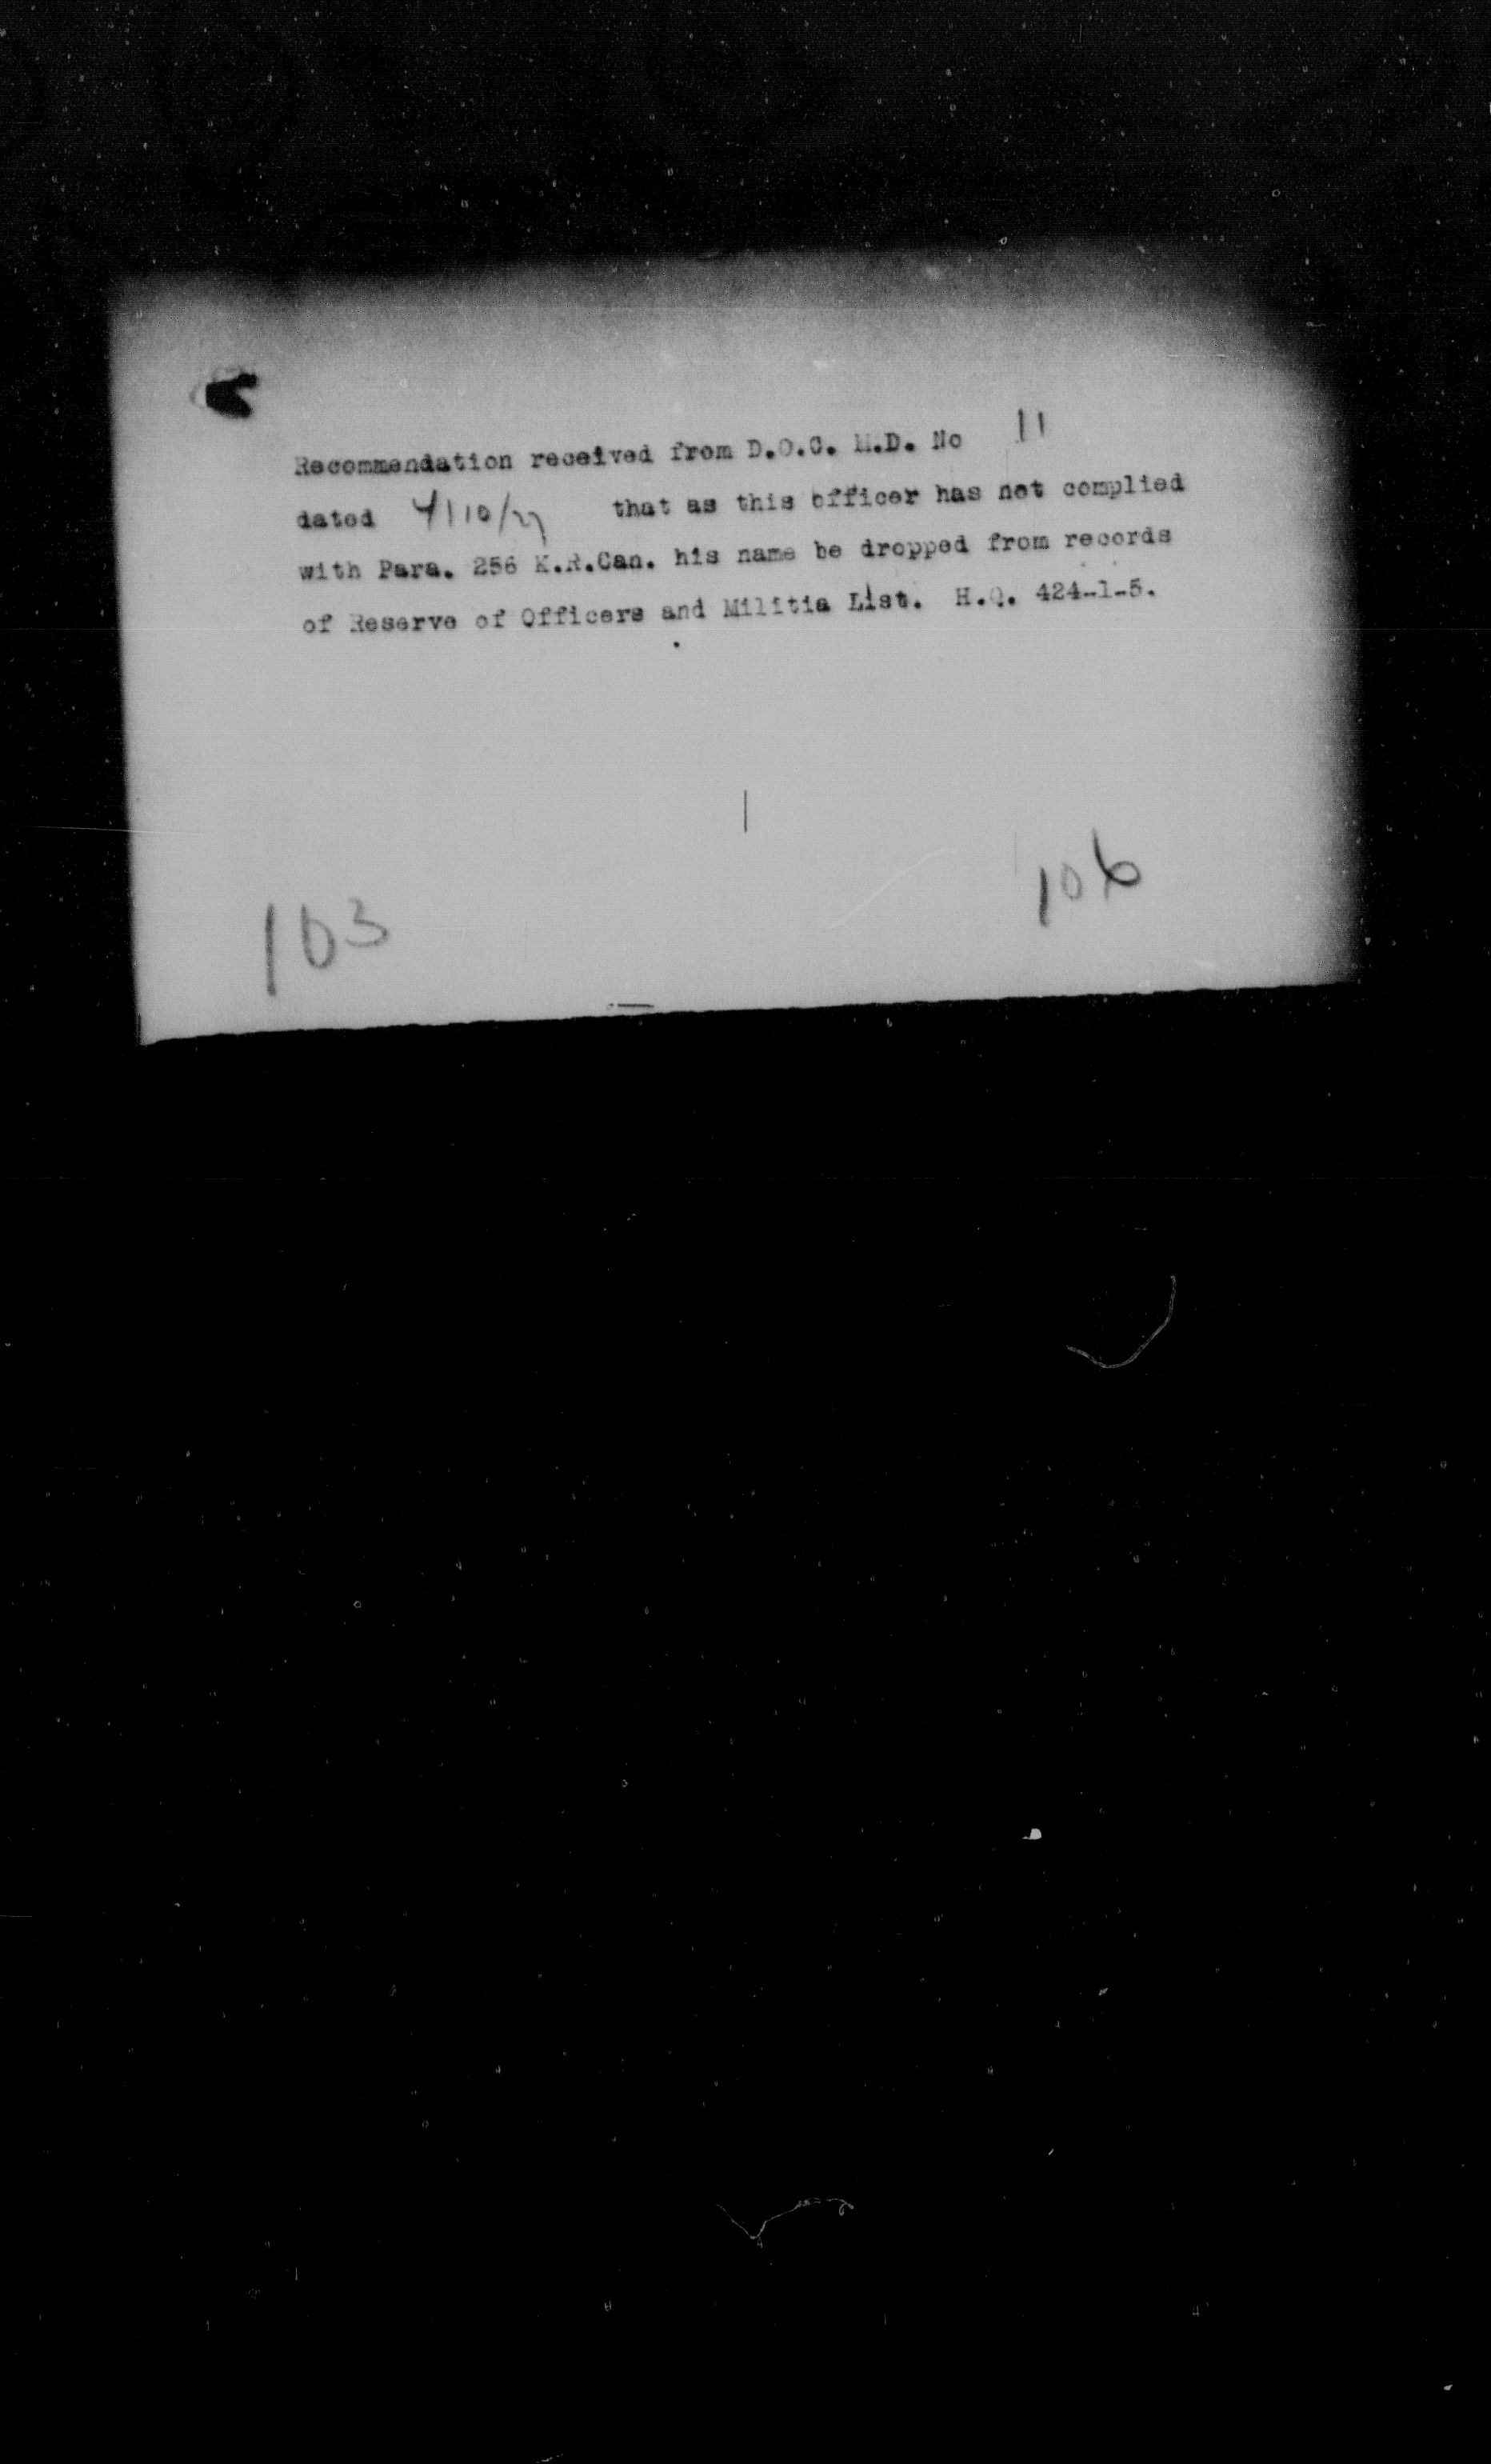 Recommendation received from D.O.C. M.D. No 11
dated 4/10/27 that as this officer has not complied
with Para. 256 K.R.Can. his name be dropped from records
of Reserve of Officers and Militia List. H.Q. 424-1-5.
106
103